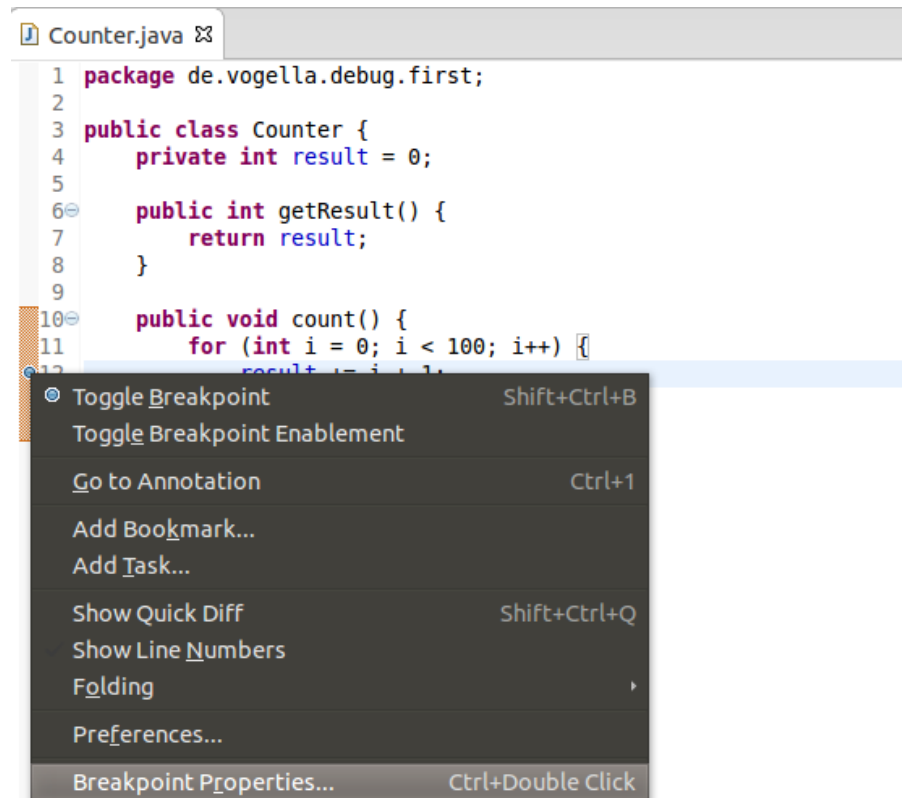 Counter.java
1 package de.vogella.debug.first;
2
3 public class Counter {
4 private int result = 0;
5
6 public int getResult() {
7 return result;
8 }
9
10 public void count() {
11 for (int i = 0; i < 100; i++) {
12 result += i + 1;
Toggle Breakpoint Shift+Ctrl+B
Toggle Breakpoint Enablement
Go to Annotation Ctrl+1
Add Bookmark...
Add Task...
Show Quick Diff Shift+Ctrl+Q
Show Line Numbers
Folding
Preferences...
Breakpoint Properties... Ctrl+Double Click